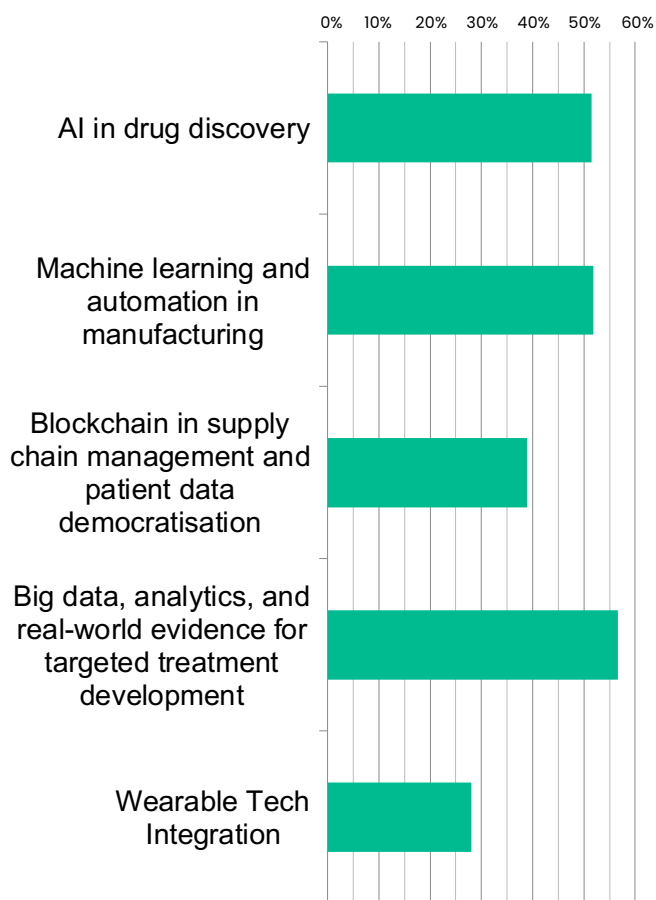 0% 10% 20% 30% 40% 50% 60%
AI in drug discovery
Machine learning and
automation in
manufacturing
Blockchain in supply
chain management and
patient data
democratisation
Big data, analytics, and
real-world evidence for
targeted treatment
development
Wearable Tech
Integration